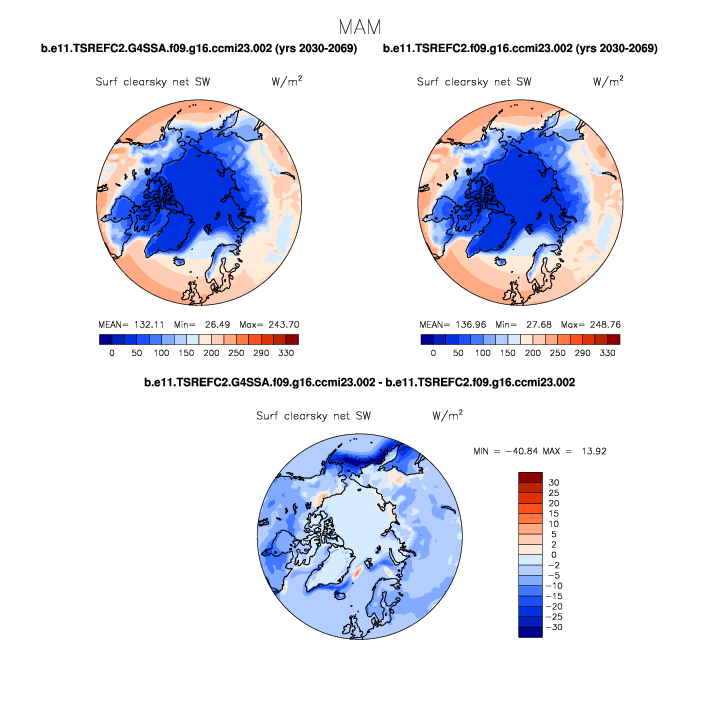 MAM
b.e11.TSREFC2.G4SSA.f09.g16.ccmi23.002 (yrs 2030-2069)
b.e11.TSREFC2.f09.g16.ccmi23.002 (yrs 2030-2069)
Surf clearsky net SW W/m²
Surf clearsky net SW W/m²
MEAN= 132.11 Min= 26.49 Max= 243.70
MEAN= 136.96 Min= 27.68 Max= 248.76
0 50 100 150 200 250 290 330
0 50 100 150 200 250 290 330
b.e11.TSREFC2.G4SSA.f09.g16.ccmi23.002 - b.e11.TSREFC2.f09.g16.ccmi23.002
Surf clearsky net SW W/m²
MIN = -40.84 MAX = 13.92
30
25
20
15
10
5
2
0
-2
-5
-10
-15
-20
-25
-30